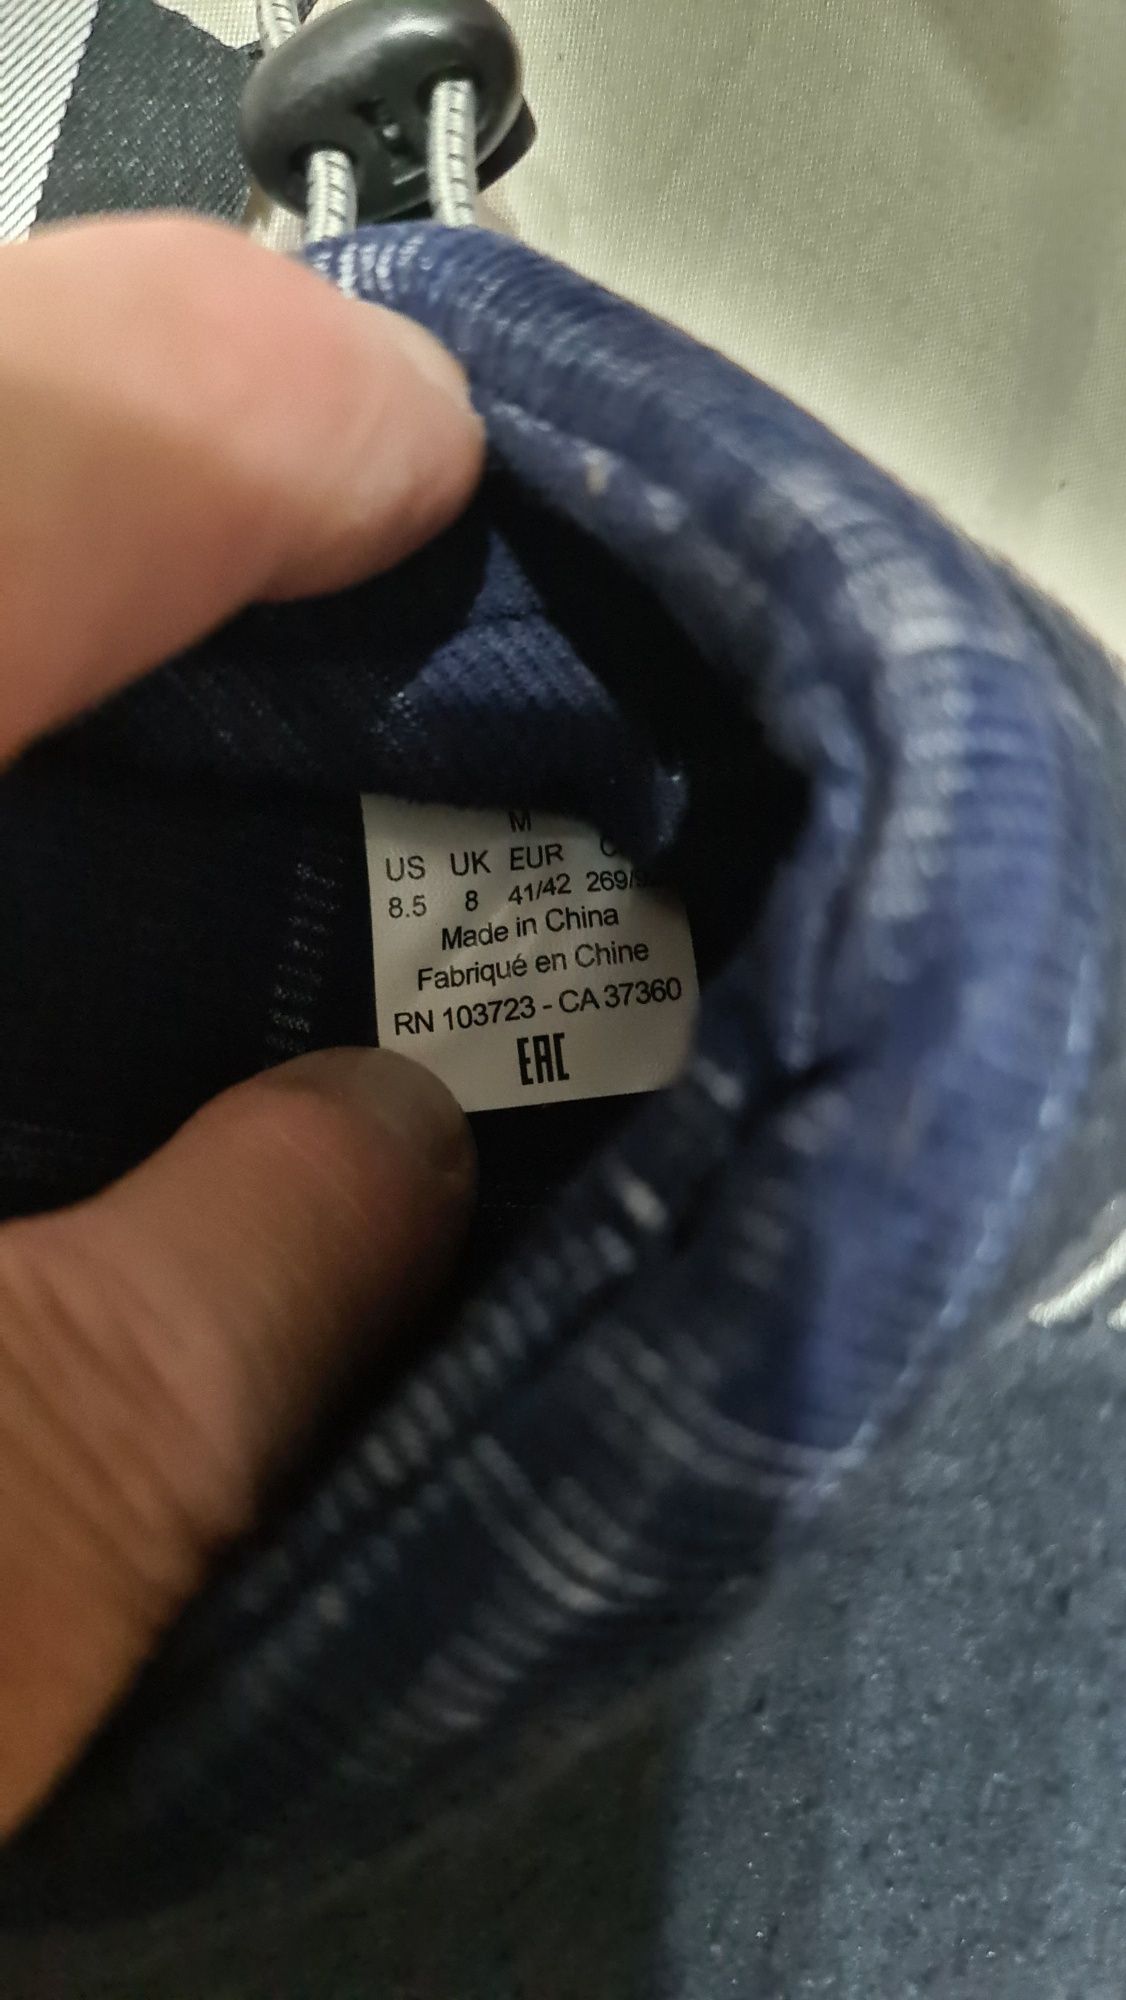 M
US UK EUR
8.5 8 41/42 269/
Made in China
Fabriqué en Chine
RN 103723 - CA 37360
EAC